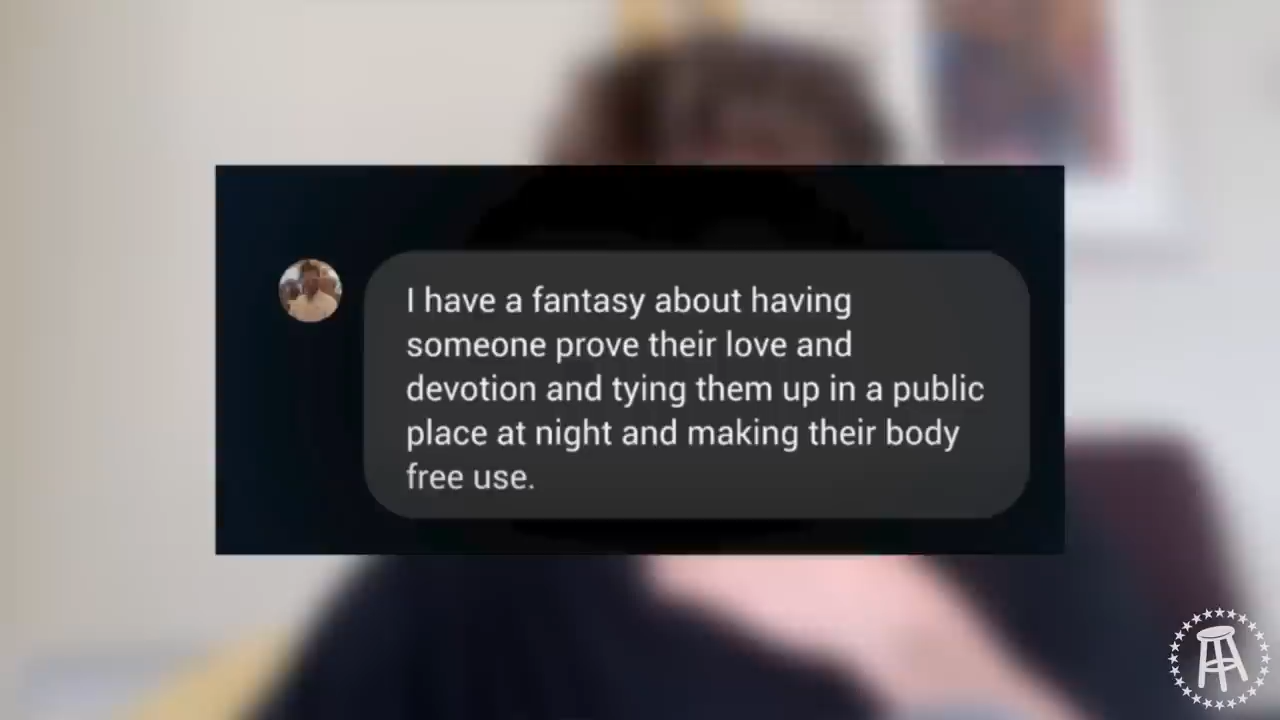 I have a fantasy about having
someone prove their love and
devotion and tying them up in a public
place at night and making their body
free use.